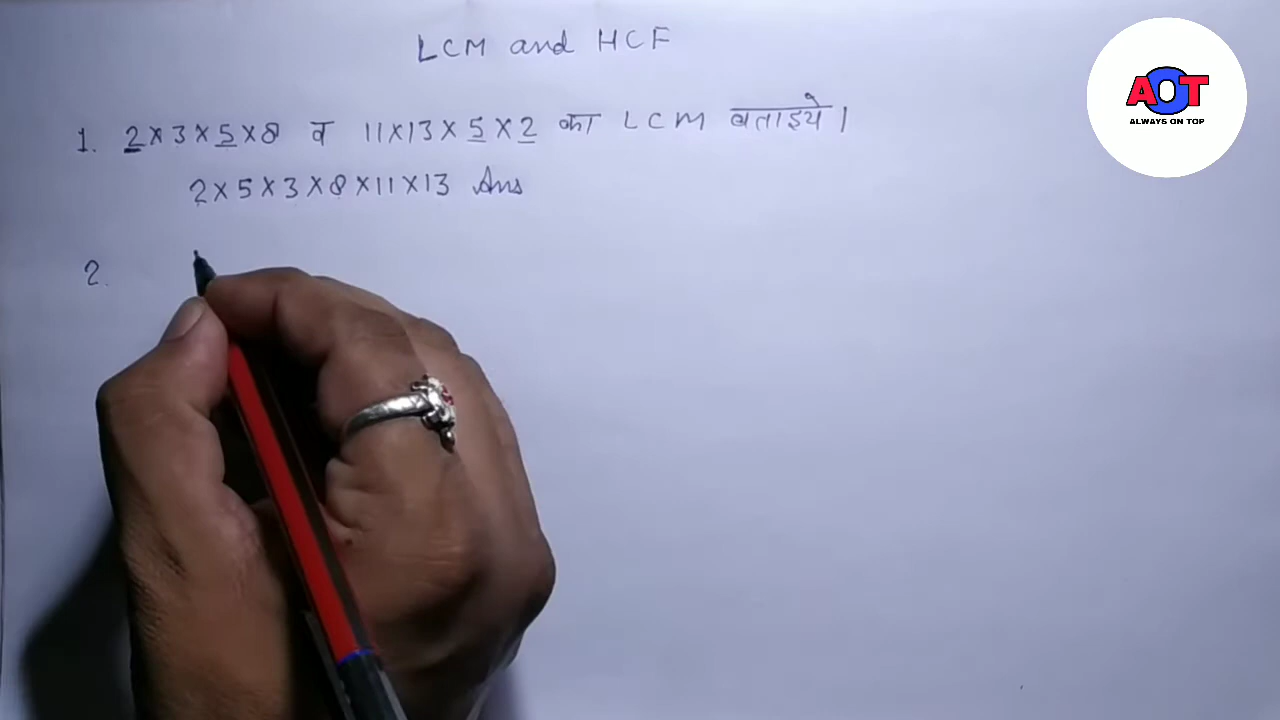 LCM and HCF
1. 2×3×5×8 व 11×13×5×2 का LCM बताइये।
2×5×3×8×11×13 Ans
2.
AOT
ALWAYS ON TOP